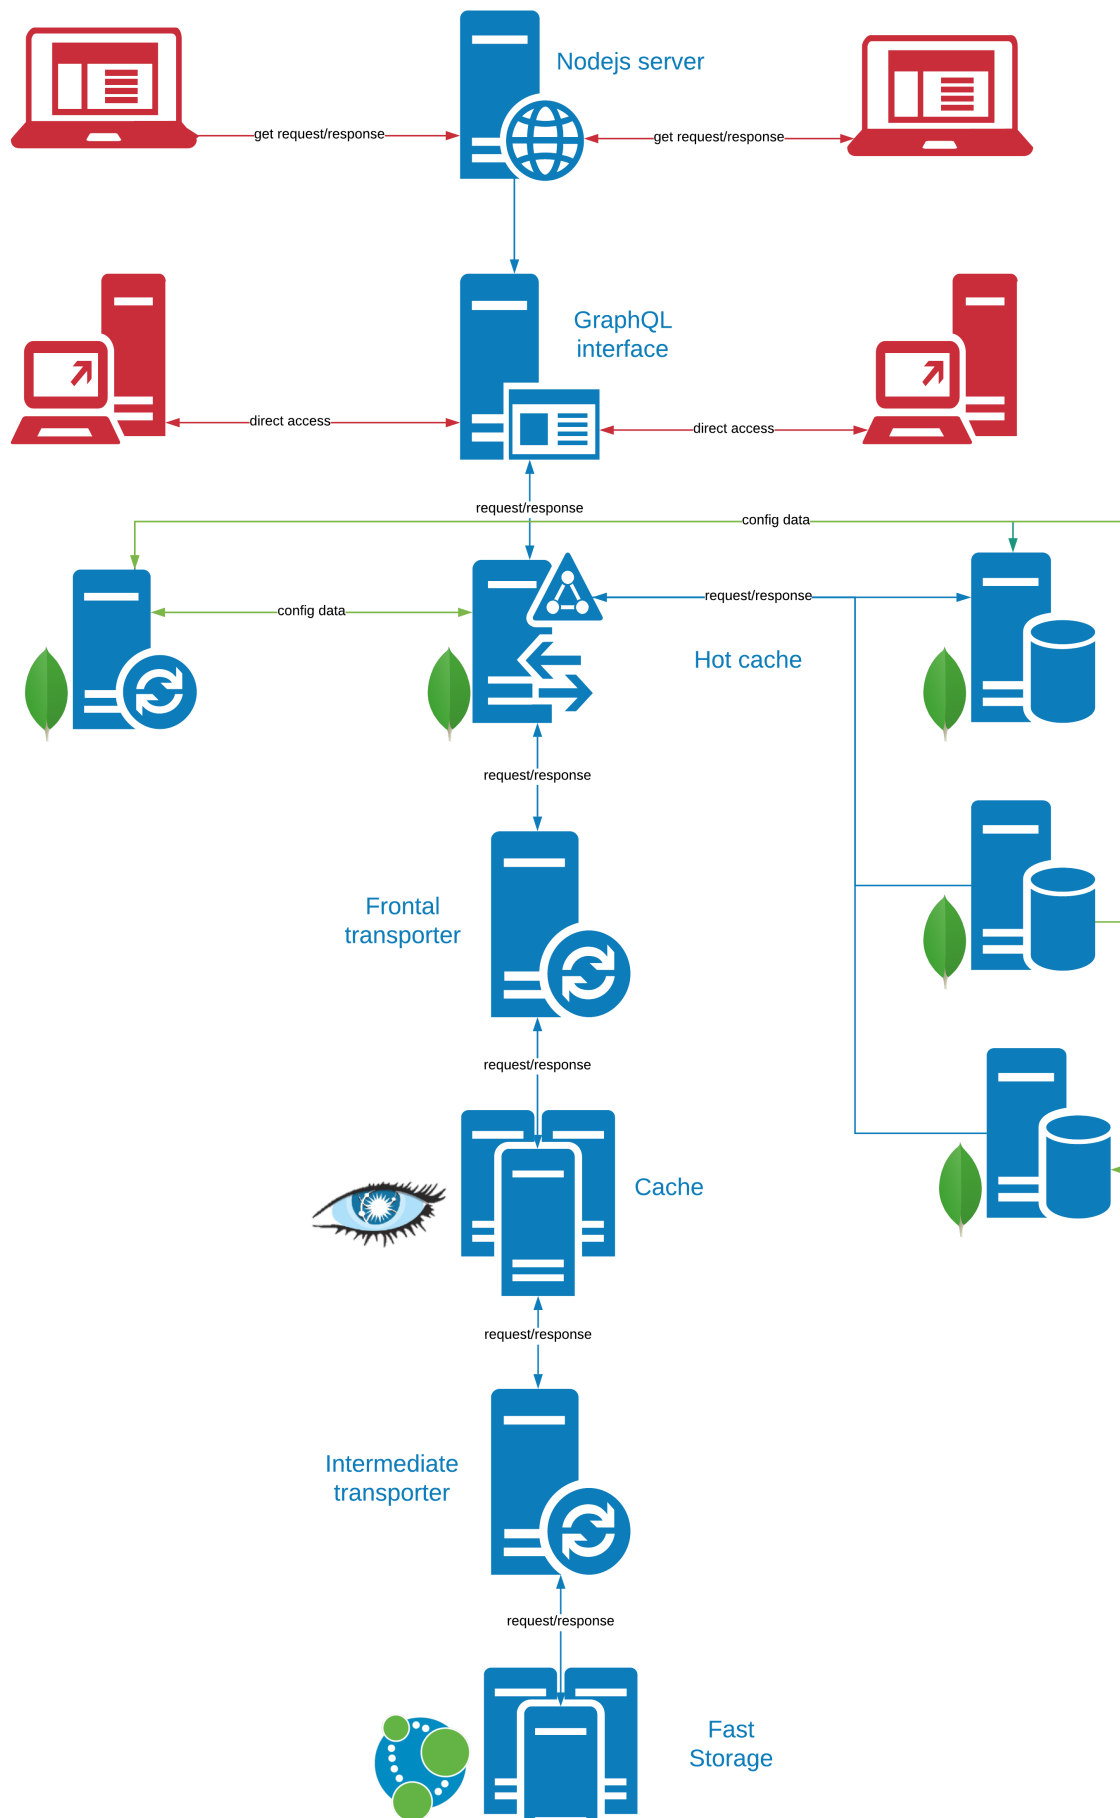 Nodejs server
get request/response
get request/response
GraphQL
interface
direct access
direct access
request/response
config data
config data
request/response
Hot cache
request/response
Frontal
transporter
request/response
Cache
request/response
Intermediate
transporter
request/response
Fast
Storage